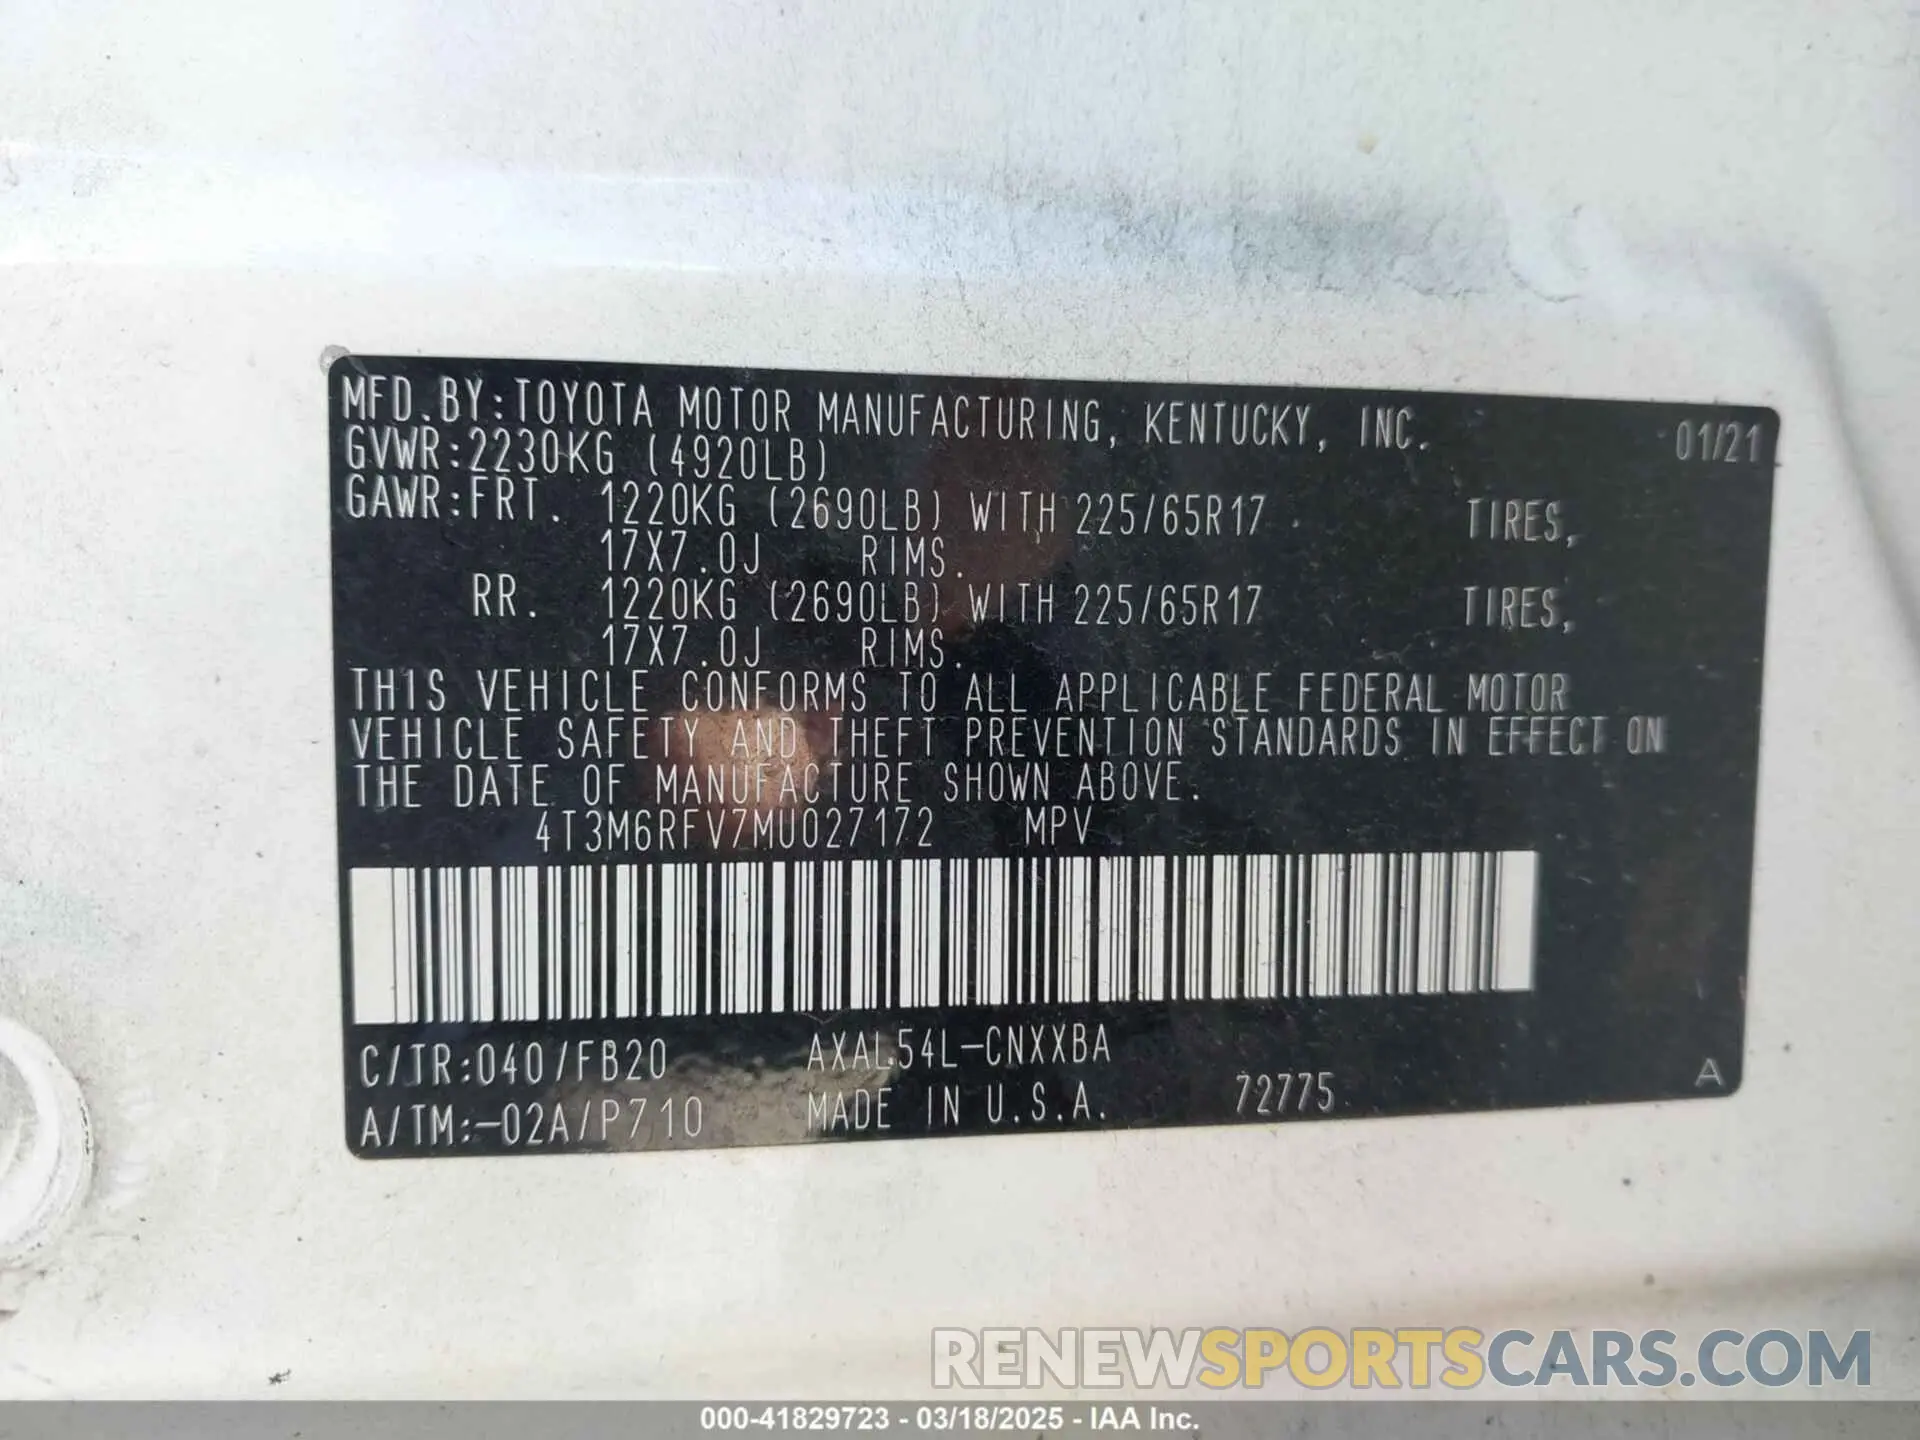 MFD.BY:TOYOTA MOTOR MANUFACTURING, KENTUCKY, INC. 01/21
GVWR:2230KG (4920LB)
GAWR:FRT. 1220KG (2690LB) WITH 225/65R17 TIRES,
17X7.0J RIMS.
RR. 1220KG (2690LB) WITH 225/65R17 TIRES,
17X7.0J RIMS.
THIS VEHICLE CONFORMS TO ALL APPLICABLE FEDERAL MOTOR
VEHICLE SAFETY AND THEFT PREVENTION STANDARDS IN EFFECT ON
THE DATE OF MANUFACTURE SHOWN ABOVE.
4T3M6RFV7MU027172 MPV
C/TR:040/FB20 AXAL54L-CNXXBA
A/TM:-02A/P710 MADE IN U.S.A. 72775 A
RENEWSPORTSCARS.COM
000-41829723 - 03/18/2025 - IAA Inc.